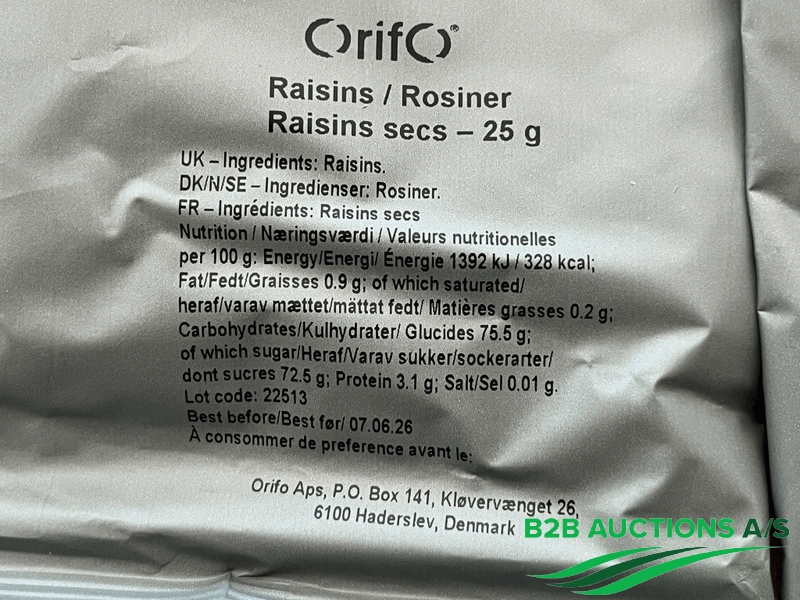 OrifO®
Raisins / Rosiner
Raisins secs – 25 g
UK – Ingredients: Raisins.
DK/N/SE – Ingredienser: Rosiner.
FR – Ingrédients: Raisins secs
Nutrition / Næringsværdi / Valeurs nutritionelles
per 100 g: Energy/Energi/ Énergie 1392 kJ / 328 kcal;
Fat/Fedt/Graisses 0.9 g; of which saturated/
heraf/varav mættet/mättat fedt/ Matières grasses 0.2 g;
Carbohydrates/Kulhydrater/ Glucides 75.5 g;
of which sugar/Heraf/Varav sukker/sockerarter/
dont sucres 72.5 g; Protein 3.1 g; Salt/Sel 0.01 g.
Lot code: 22513
Best before/Best før/ 07.06.26
À consommer de preference avant le:
Orifo Aps, P.O. Box 141, Kløvervænget 26,
6100 Haderslev, Denmark
B2B AUCTIONS A/S